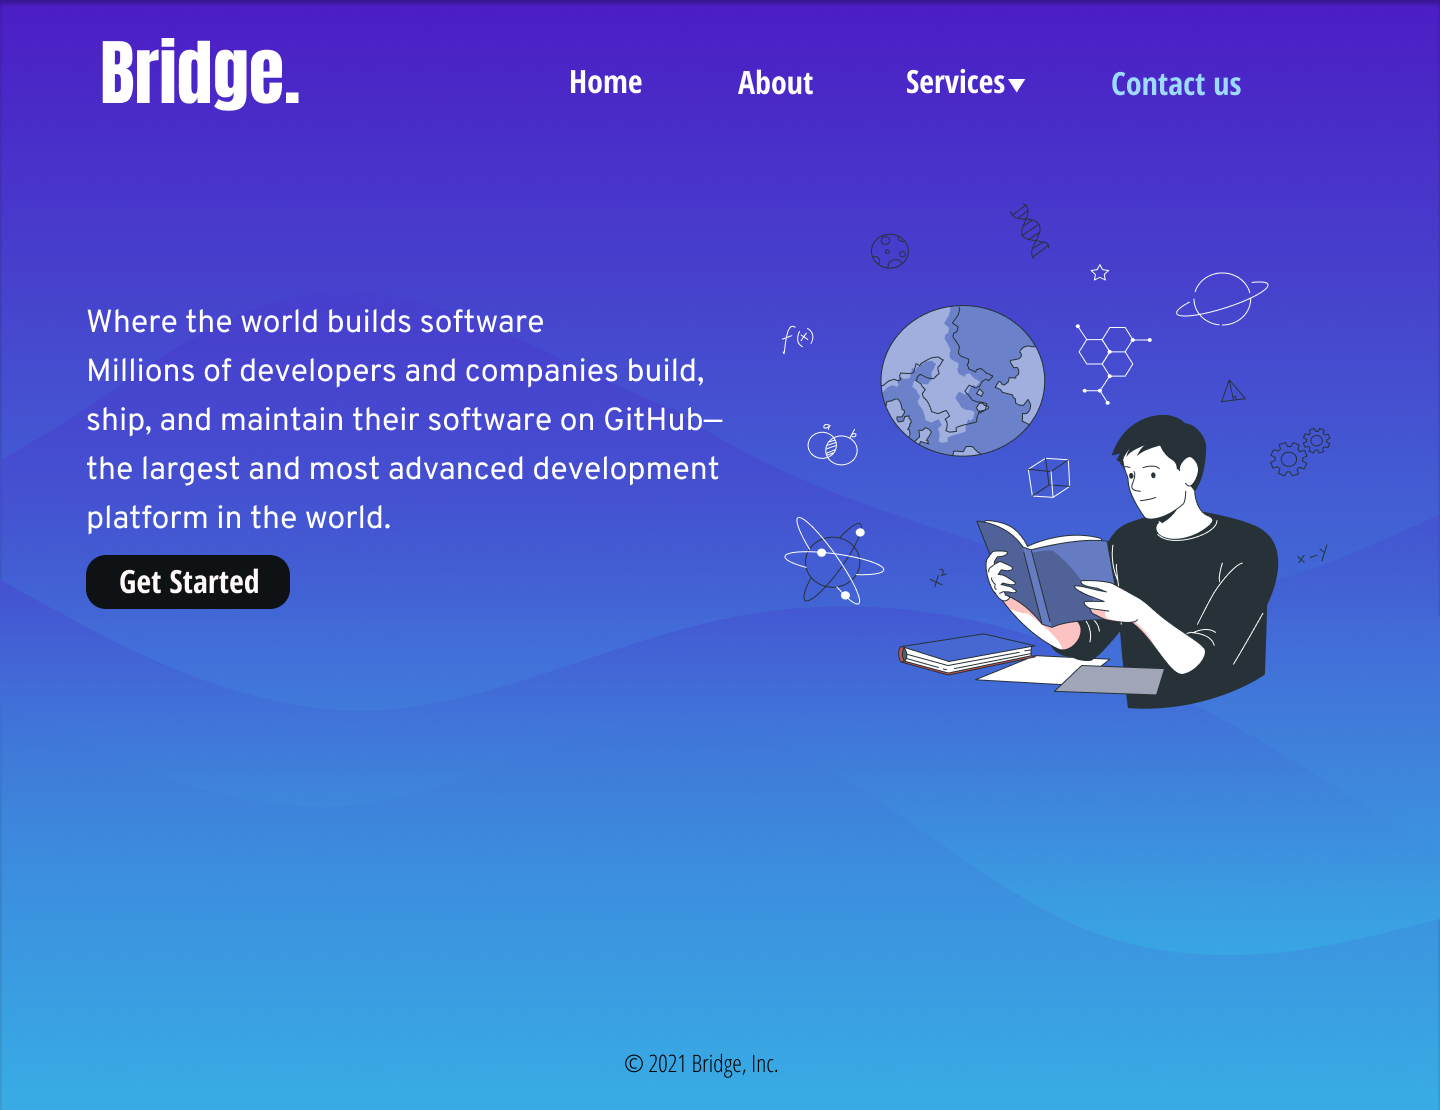 Bridge.
Home
About
Services
Contact us
Where the world builds software
Millions of developers and companies build,
ship, and maintain their software on GitHub—
the largest and most advanced development
platform in the world.
Get Started
f(x)
a
b
x²
x-y
© 2021 Bridge, Inc.